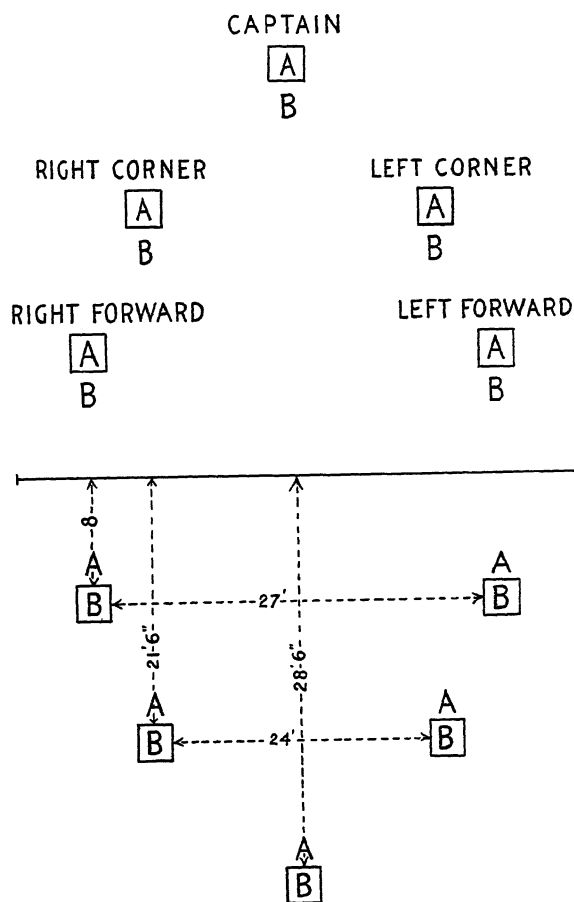 CAPTAIN
A
B
RIGHT CORNER LEFT CORNER
A A
B B
RIGHT FORWARD LEFT FORWARD
A A
B B
8
A A
B 27' B
21'6"
28'6"
A A
B 24' B
A
B